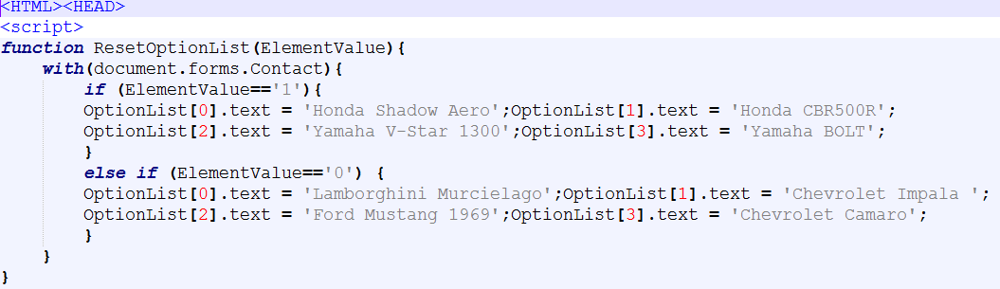 <HTML><HEAD>
<script>
function ResetOptionList(ElementValue){
    with(document.forms.Contact){
        if (ElementValue=='1'){
        OptionList[0].text = 'Honda Shadow Aero';OptionList[1].text = 'Honda CBR500R';
        OptionList[2].text = 'Yamaha V-Star 1300';OptionList[3].text = 'Yamaha BOLT';
        }
        else if (ElementValue=='0') {
        OptionList[0].text = 'Lamborghini Murcielago';OptionList[1].text = 'Chevrolet Impala ';
        OptionList[2].text = 'Ford Mustang 1969';OptionList[3].text = 'Chevrolet Camaro';
        }
    }
}